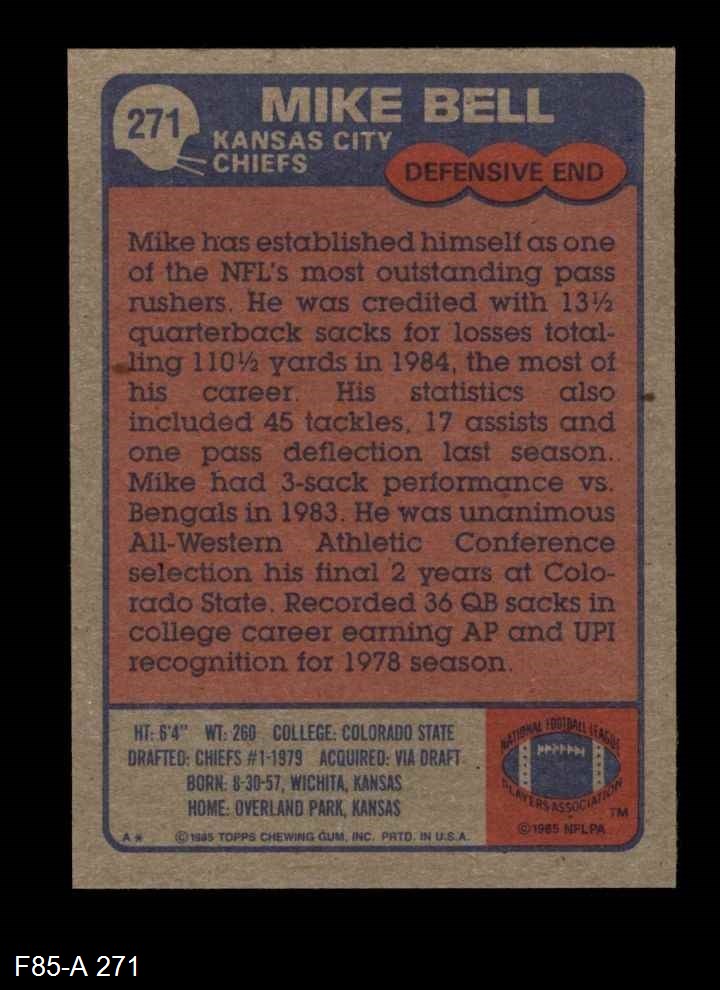 271
MIKE BELL
KANSAS CITY
CHIEFS
DEFENSIVE END
Mike has established himself as one
of the NFL's most outstanding pass
rushers. He was credited with 13½
quarterback sacks for losses total-
ling 110½ yards in 1984, the most of
his career. His statistics also
included 45 tackles, 17 assists and
one pass deflection last season.
Mike had 3-sack performance vs.
Bengals in 1983. He was unanimous
All-Western Athletic Conference
selection his final 2 years at Colo-
rado State. Recorded 36 QB sacks in
college career earning AP and UPI
recognition for 1978 season.
HT: 6'4" WT: 260 COLLEGE: COLORADO STATE
DRAFTED: CHIEFS #1-1979 ACQUIRED: VIA DRAFT
BORN: 8-30-57, WICHITA, KANSAS
HOME: OVERLAND PARK, KANSAS
A* ©1985 TOPPS CHEWING GUM, INC. PRTD. IN U.S.A.
NATIONAL FOOTBALL LEAGUE
PLAYERS ASSOCIATION
TM
©1985 NFLPA
F85-A 271